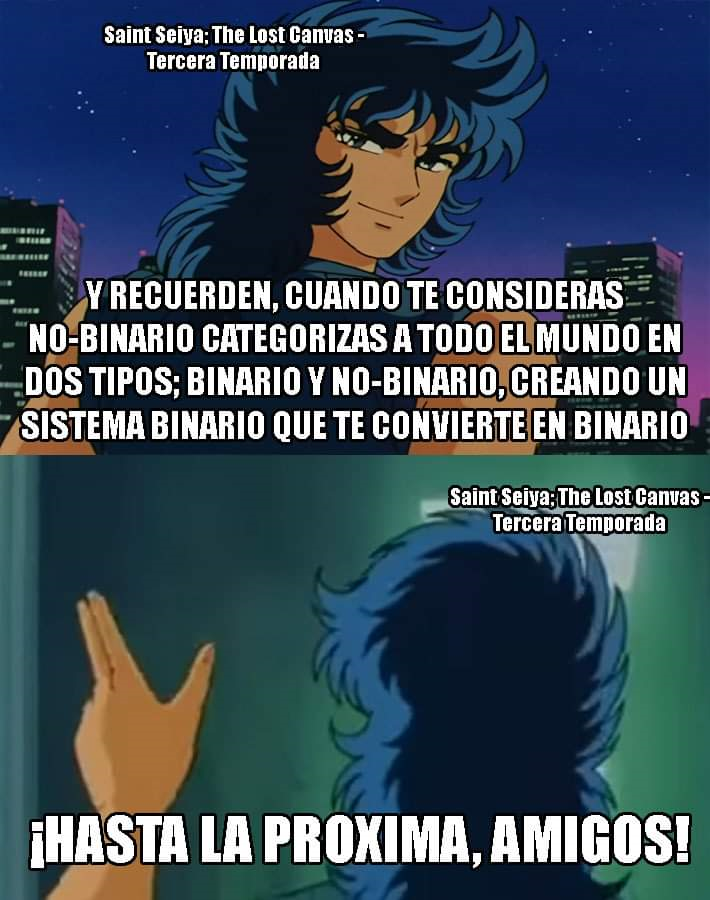 Saint Seiya; The Lost Canvas -
Tercera Temporada
Y RECUERDEN, CUANDO TE CONSIDERAS
NO-BINARIO CATEGORIZAS A TODO EL MUNDO EN
DOS TIPOS; BINARIO Y NO-BINARIO, CREANDO UN
SISTEMA BINARIO QUE TE CONVIERTE EN BINARIO
Saint Seiya; The Lost Canvas -
Tercera Temporada
¡HASTA LA PROXIMA, AMIGOS!